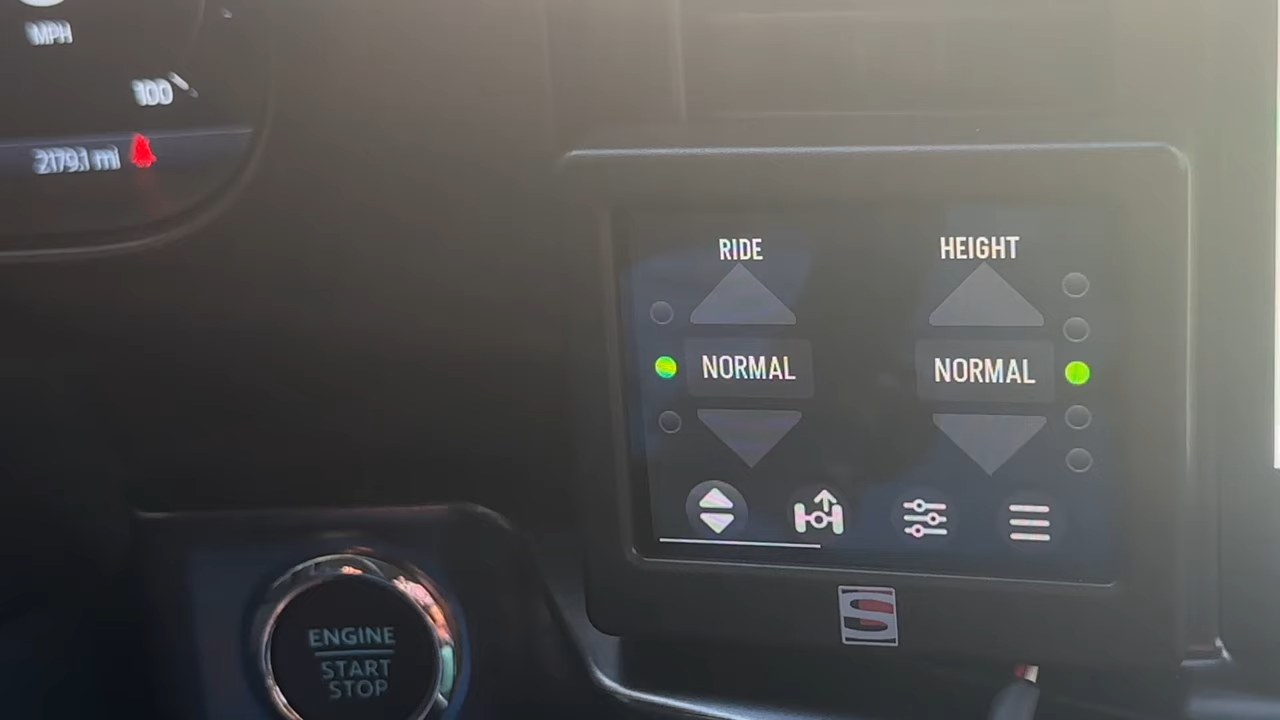 MPH
100
2179.1 mi
RIDE
HEIGHT
NORMAL
NORMAL
S
ENGINE
START
STOP